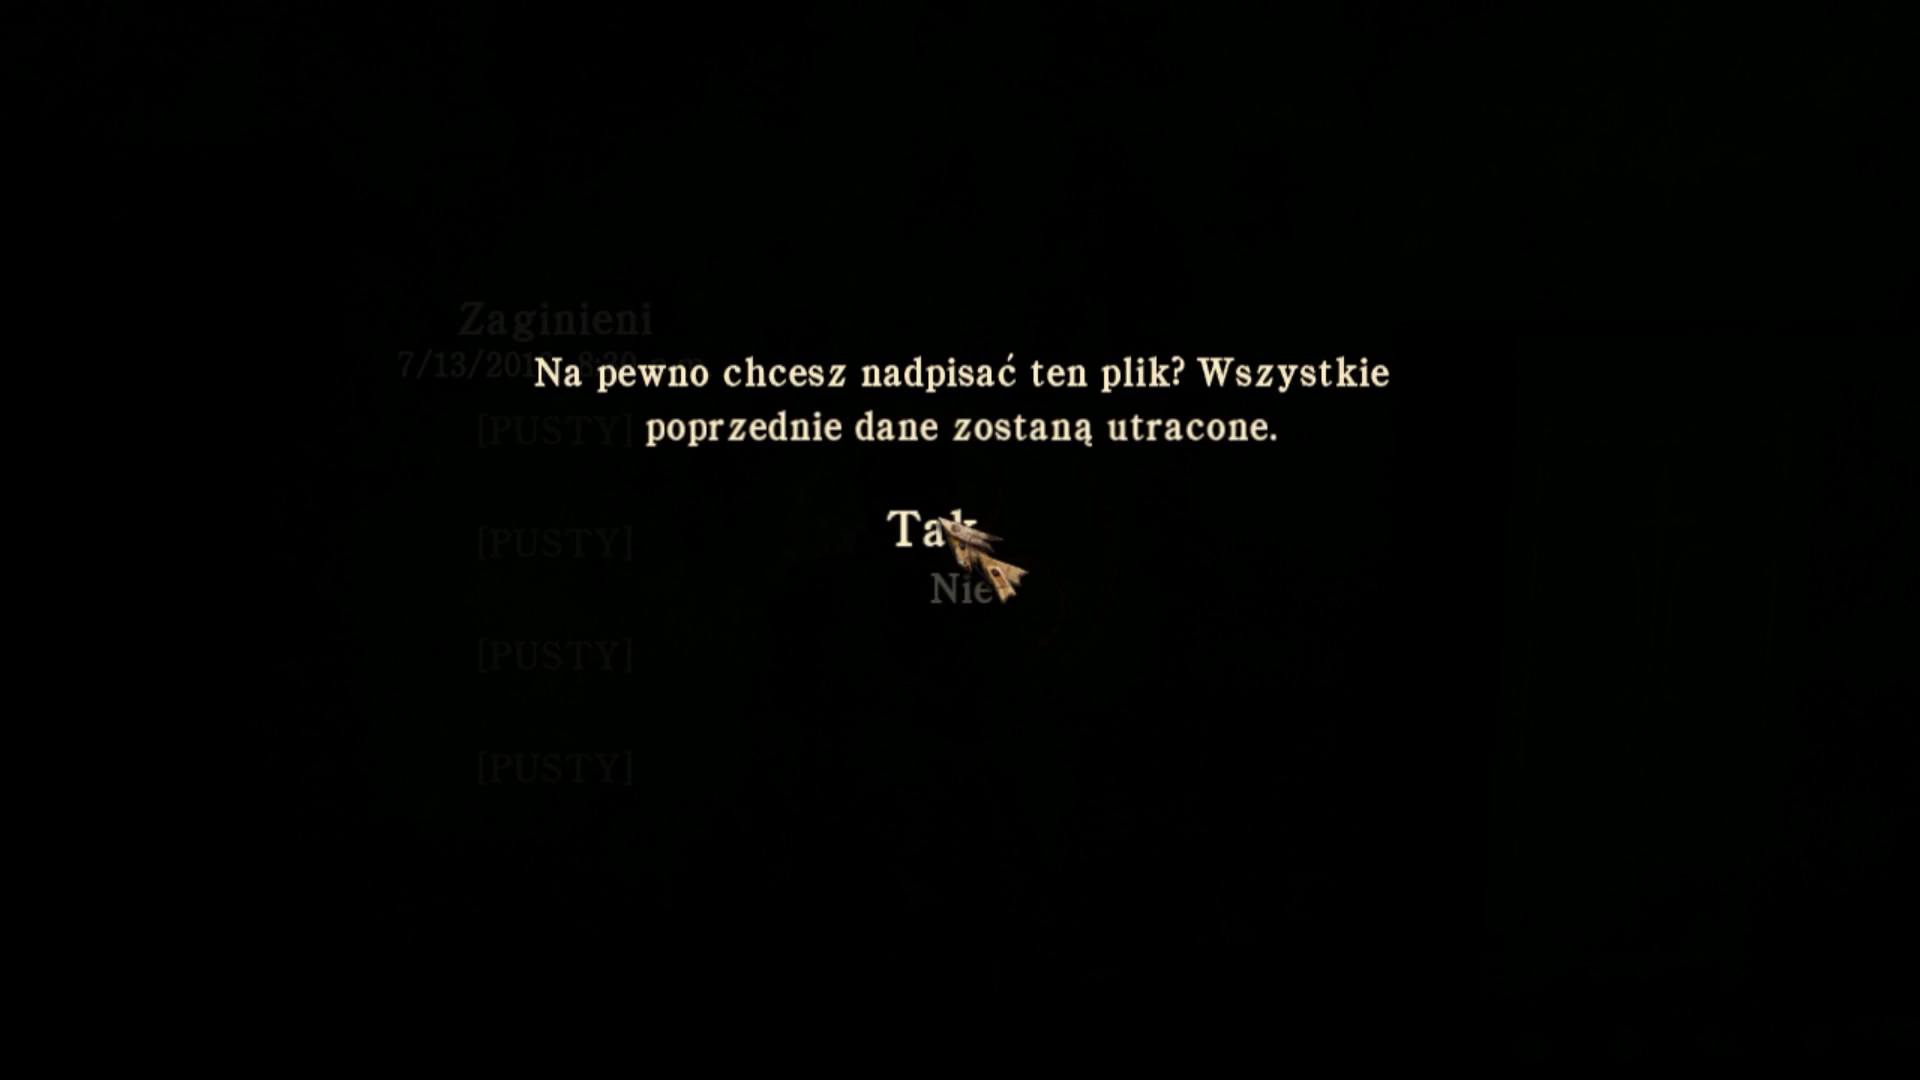 Zaginieni
Na pewno chcesz nadpisać ten plik? Wszystkie
poprzednie dane zostaną utracone.
[PUSTY]
Tak
Nie
[PUSTY]
[PUSTY]
[PUSTY]